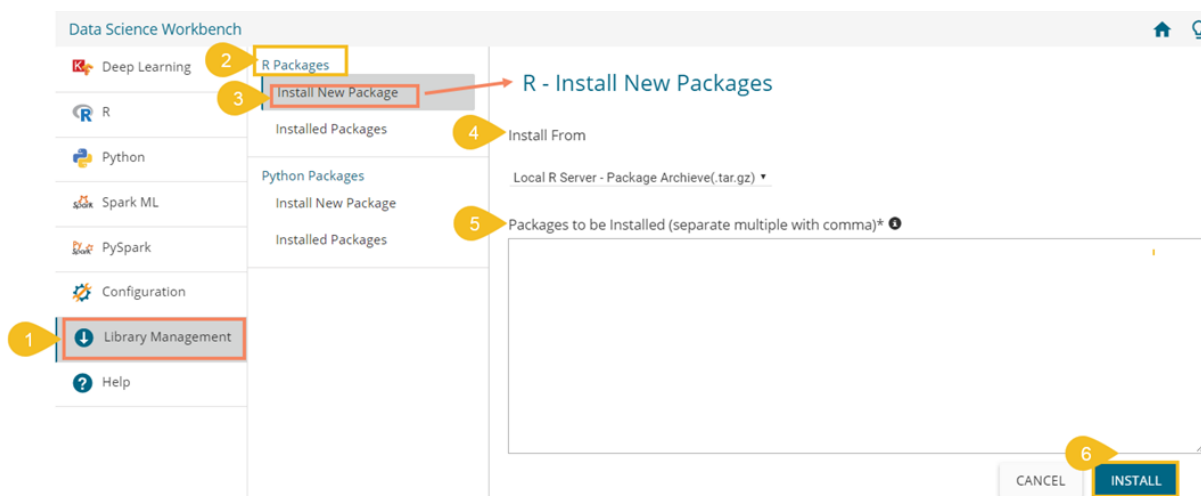 Data Science Workbench
Deep Learning
R
Python
Spark ML
PySpark
Configuration
1
Library Management
Help
2
R Packages
3
Install New Package
Installed Packages
Python Packages
Install New Package
Installed Packages
R - Install New Packages
4
Install From
Local R Server - Package Archieve(.tar.gz)
5
Packages to be Installed (separate multiple with comma)*
6
CANCEL
INSTALL